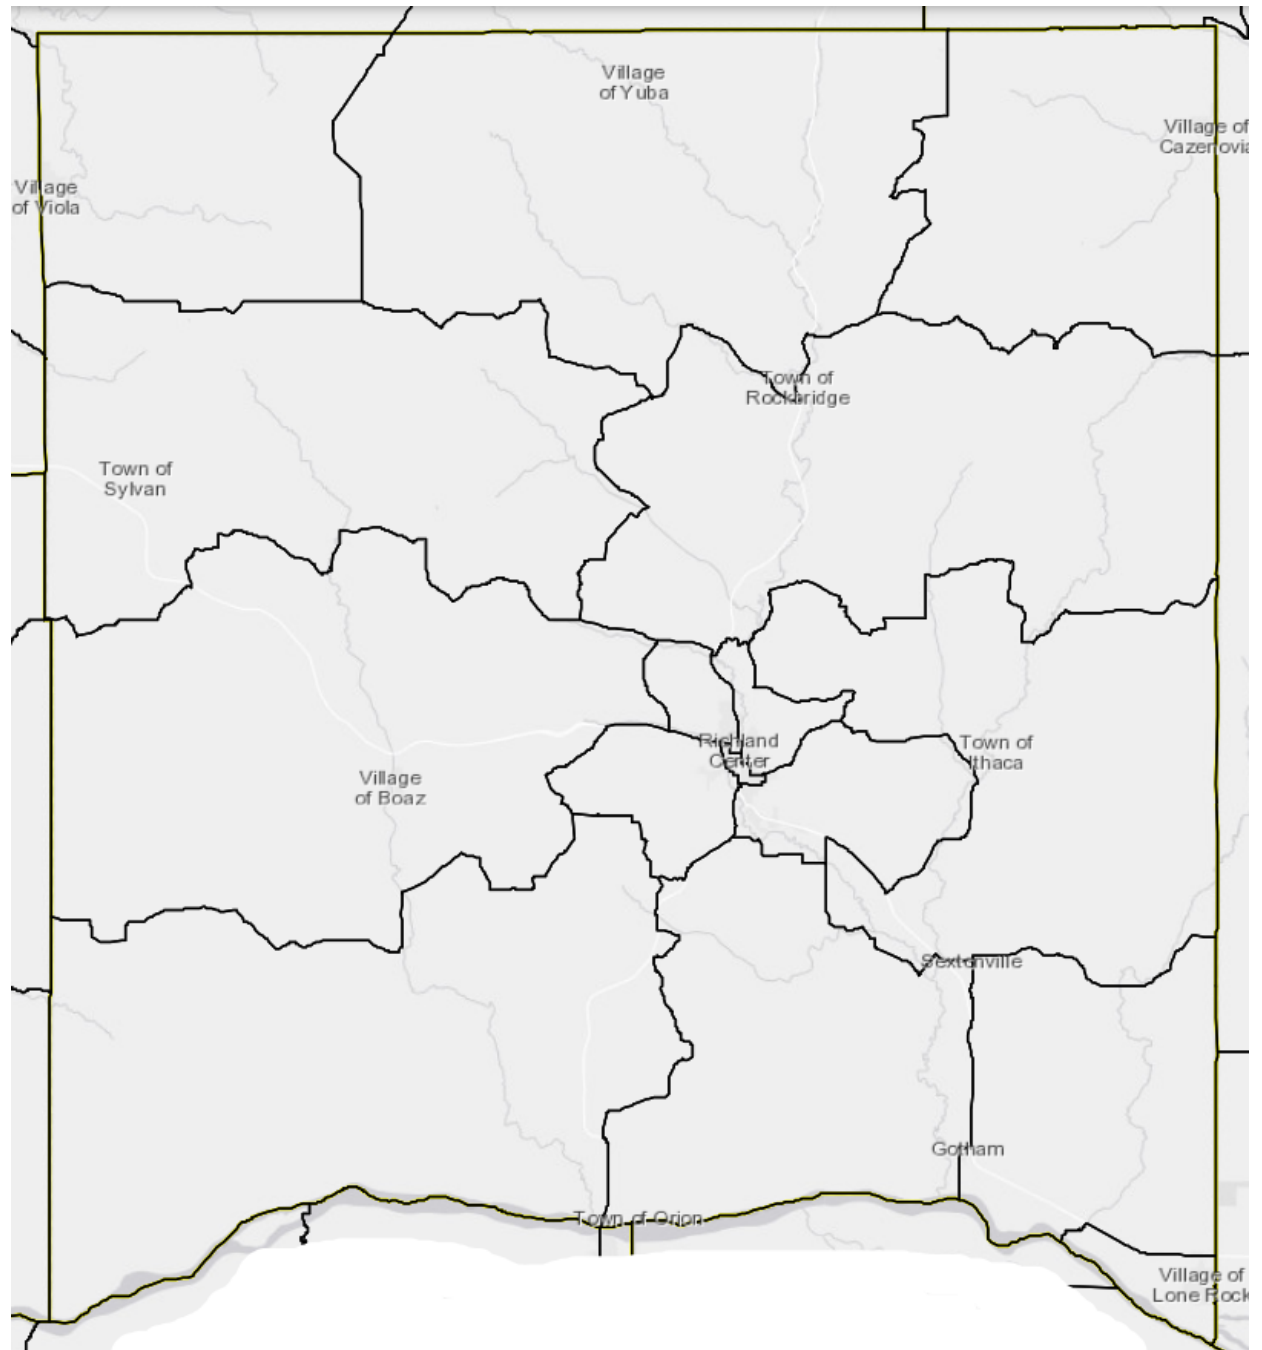 Village
of Yuba
Village of
Cazenovia
Village
of Viola
Town of
Rockbridge
Town of
Sylvan
Richland
Center
Town of
Ithaca
Village
of Boaz
Sextonville
Gotham
Town of Orion
Village of
Lone Rock